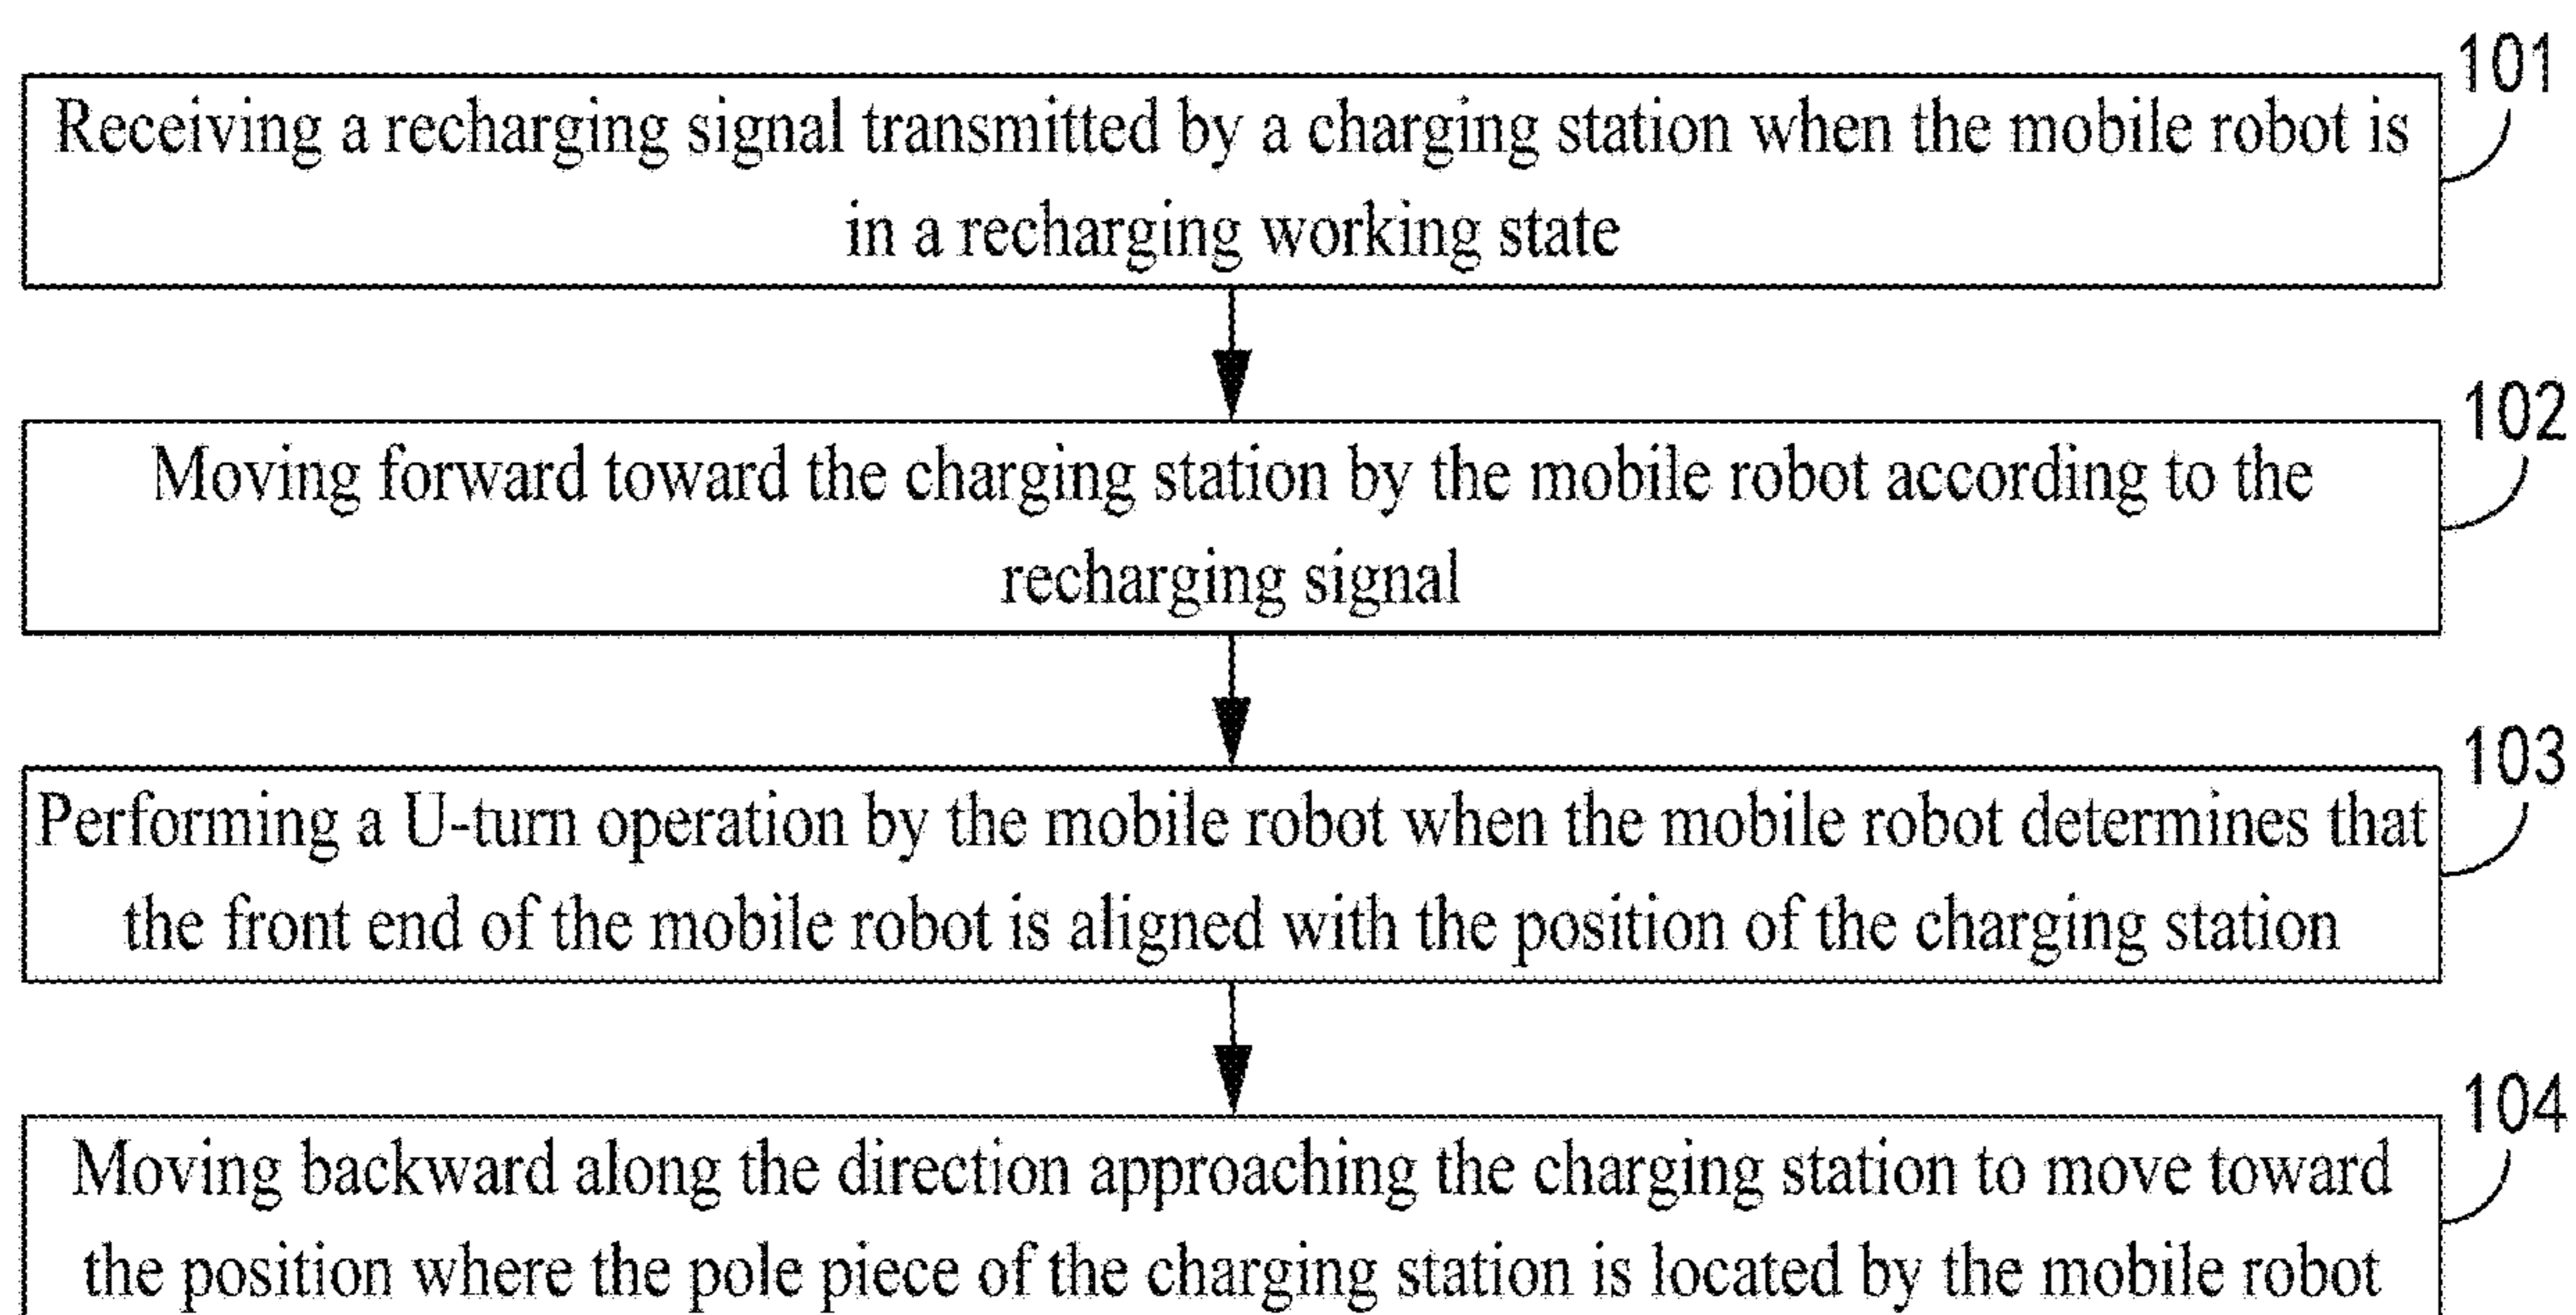 101
Receiving a recharging signal transmitted by a charging station when the mobile robot is
in a recharging working state
102
Moving forward toward the charging station by the mobile robot according to the
recharging signal
103
Performing a U-turn operation by the mobile robot when the mobile robot determines that
the front end of the mobile robot is aligned with the position of the charging station
104
Moving backward along the direction approaching the charging station to move toward
the position where the pole piece of the charging station is located by the mobile robot